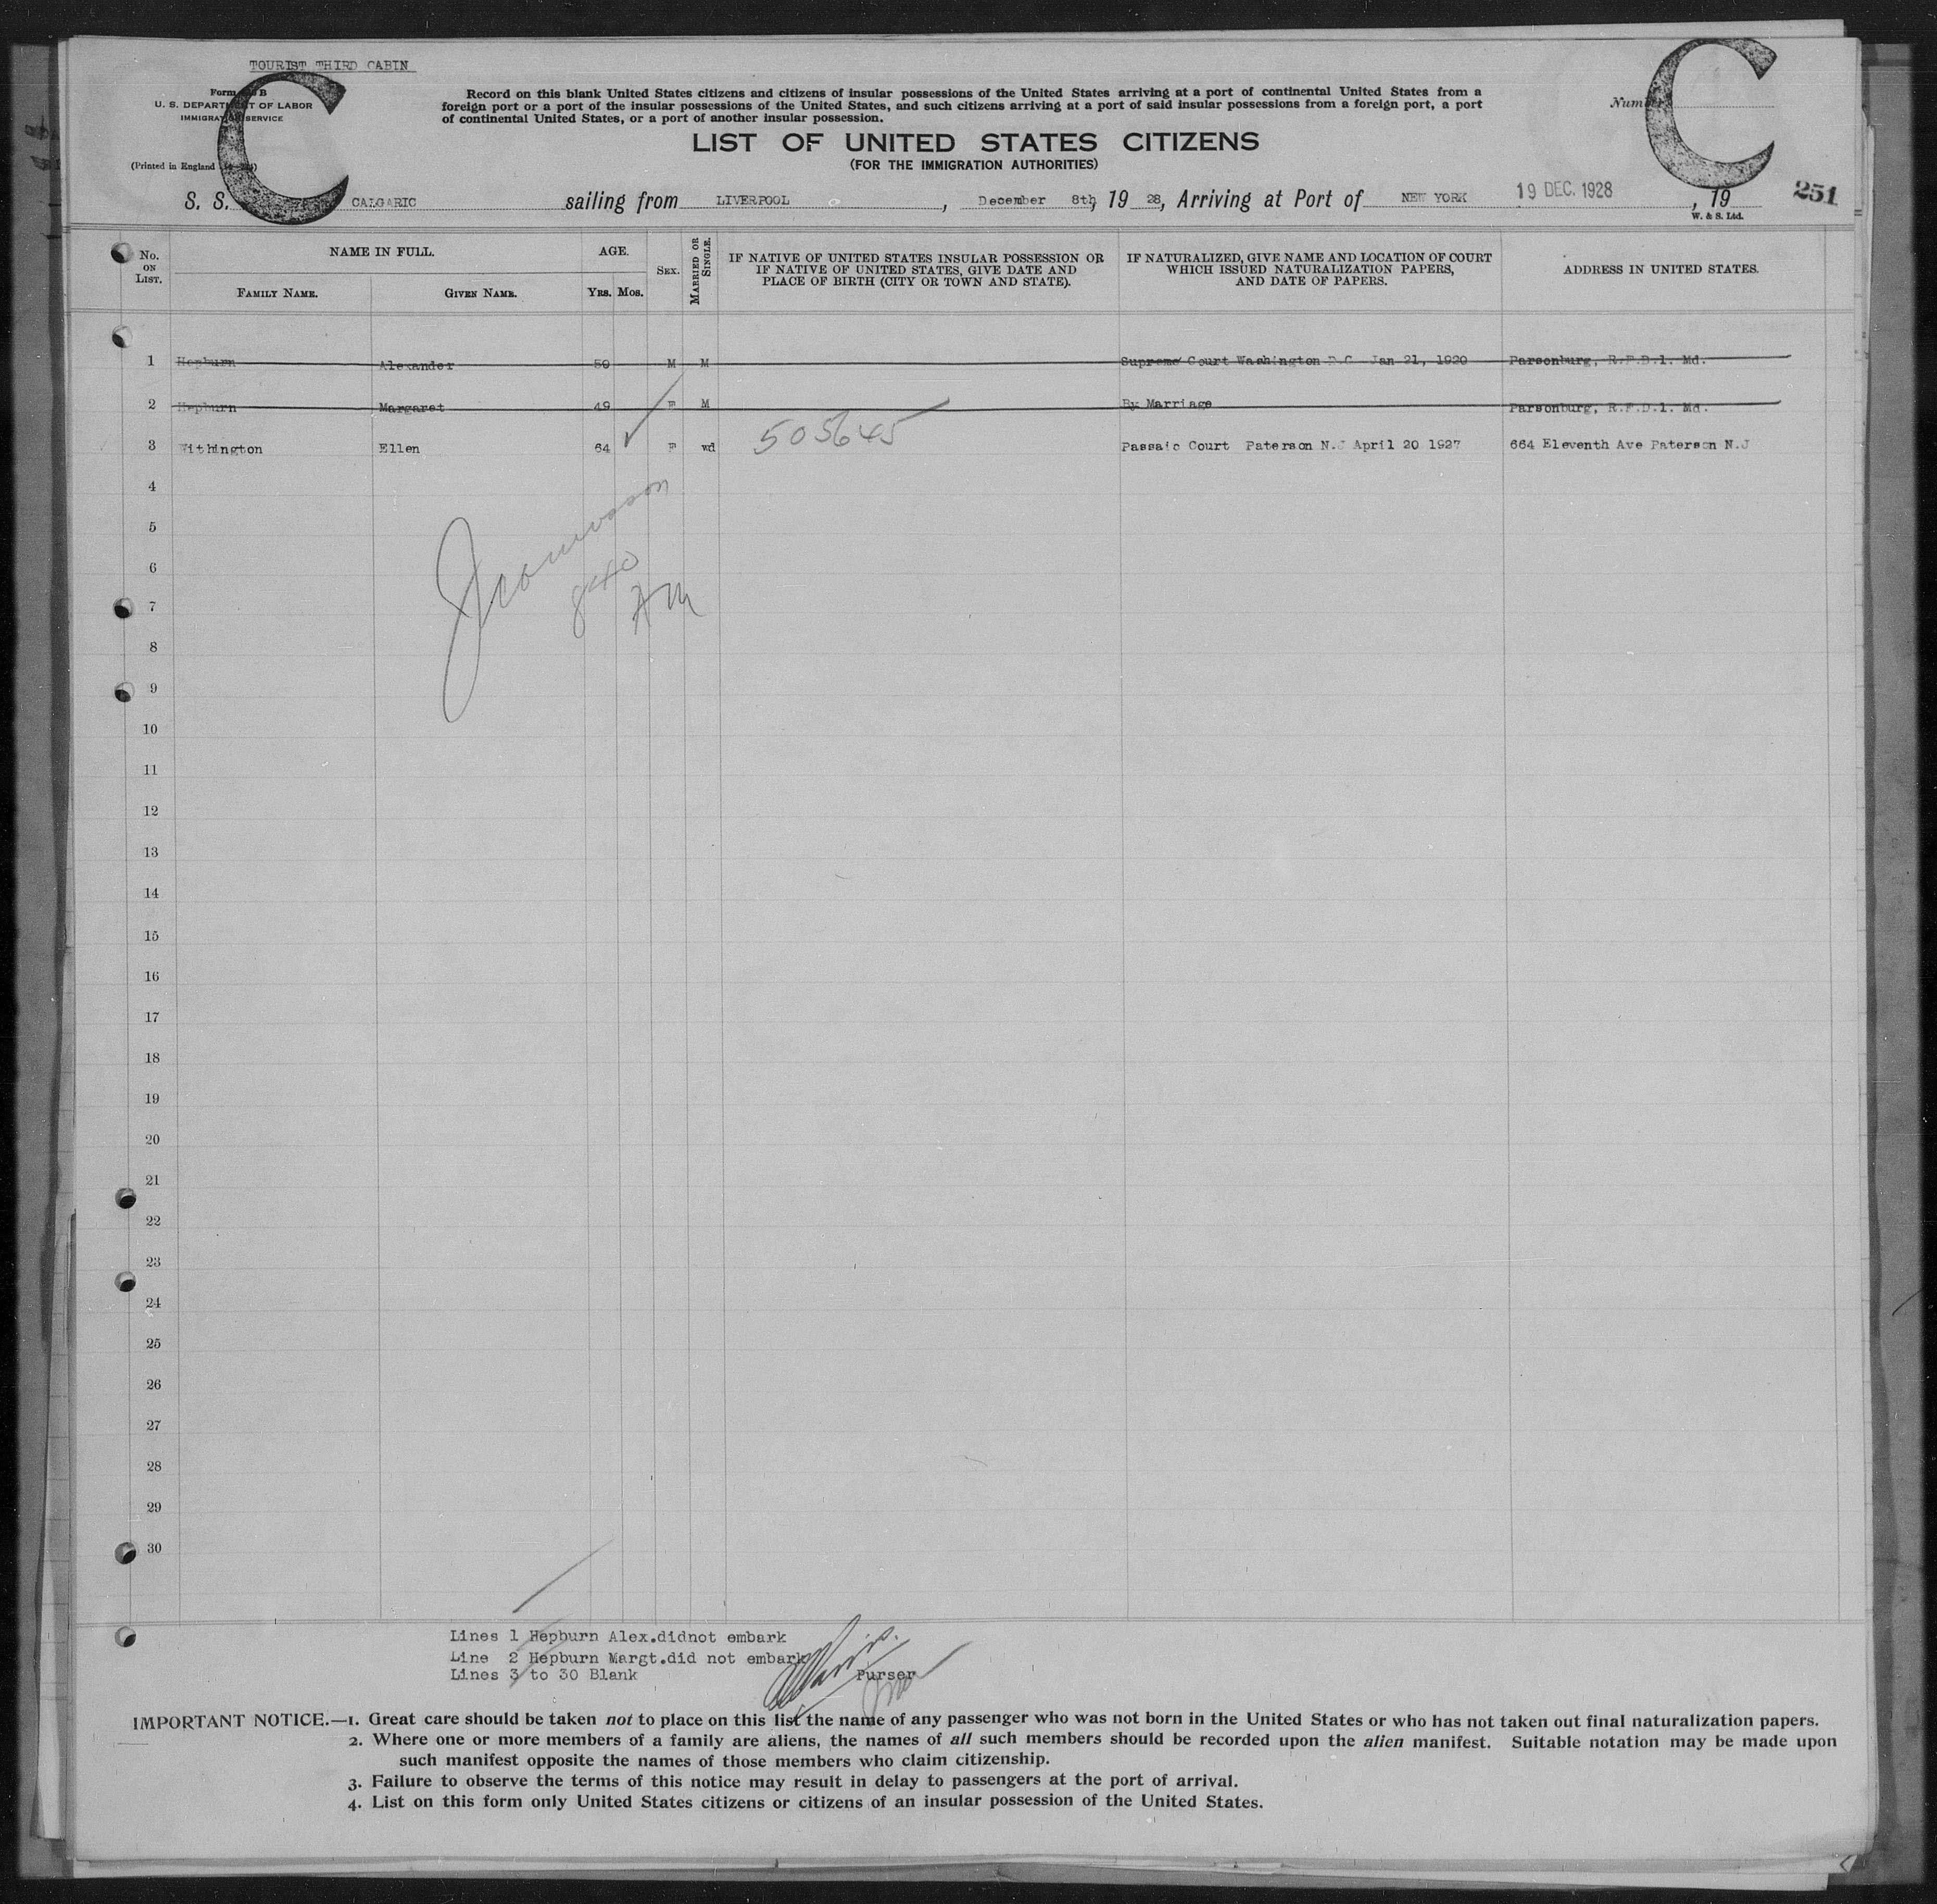 TOURIST THIRD CABIN
Form B
U. S. DEPARTMENT OF LABOR
IMMIGRATION SERVICE
(Printed in England
Record on this blank United States citizens and citizens of insular possessions of the United States arriving at a port of continental United States from a
foreign port or a port of the insular possessions of the United States, and such citizens arriving at a port of said insular possessions from a foreign port, a port
of continental United States, or a port of another insular possession.
Number
C
C
LIST OF UNITED STATES CITIZENS
(FOR THE IMMIGRATION AUTHORITIES)
S. S. CALGARIC sailing from LIVERPOOL, December 8th, 19 28, Arriving at Port of NEW YORK 19 DEC. 1928, 19 251
W. & S. Ltd.
No. ON LIST.
NAME IN FULL.
FAMILY NAME. GIVEN NAME.
AGE.
YRS. MOS.
SEX.
MARRIED OR SINGLE.
IF NATIVE OF UNITED STATES INSULAR POSSESSION OR
IF NATIVE OF UNITED STATES, GIVE DATE AND
PLACE OF BIRTH (CITY OR TOWN AND STATE).
IF NATURALIZED, GIVE NAME AND LOCATION OF COURT
WHICH ISSUED NATURALIZATION PAPERS,
AND DATE OF PAPERS.
ADDRESS IN UNITED STATES.
1 Hepburn Alexander 50 M M Supreme Court Washington D.C. Jan 21, 1920 Parsonburg, R.F.D.1. Md.
2 Hepburn Margaret 49 F M By Marriage Parsonburg, R.F.D.1. Md.
3 Withington Ellen 64 F wd 505645 Passaic Court Paterson N.J April 20 1927 664 Eleventh Ave Paterson N.J
4
5
6
840
7
AM
8
9
10
11
12
13
14
15
16
17
18
19
20
21
22
23
24
25
26
27
28
29
30
Lines 1 Hepburn Alex.didnot embark
Line 2 Hepburn Margt.did not embark
Lines 3 to 30 Blank
Purser
IMPORTANT NOTICE.—1. Great care should be taken not to place on this list the name of any passenger who was not born in the United States or who has not taken out final naturalization papers.
2. Where one or more members of a family are aliens, the names of all such members should be recorded upon the alien manifest. Suitable notation may be made upon
such manifest opposite the names of those members who claim citizenship.
3. Failure to observe the terms of this notice may result in delay to passengers at the port of arrival.
4. List on this form only United States citizens or citizens of an insular possession of the United States.